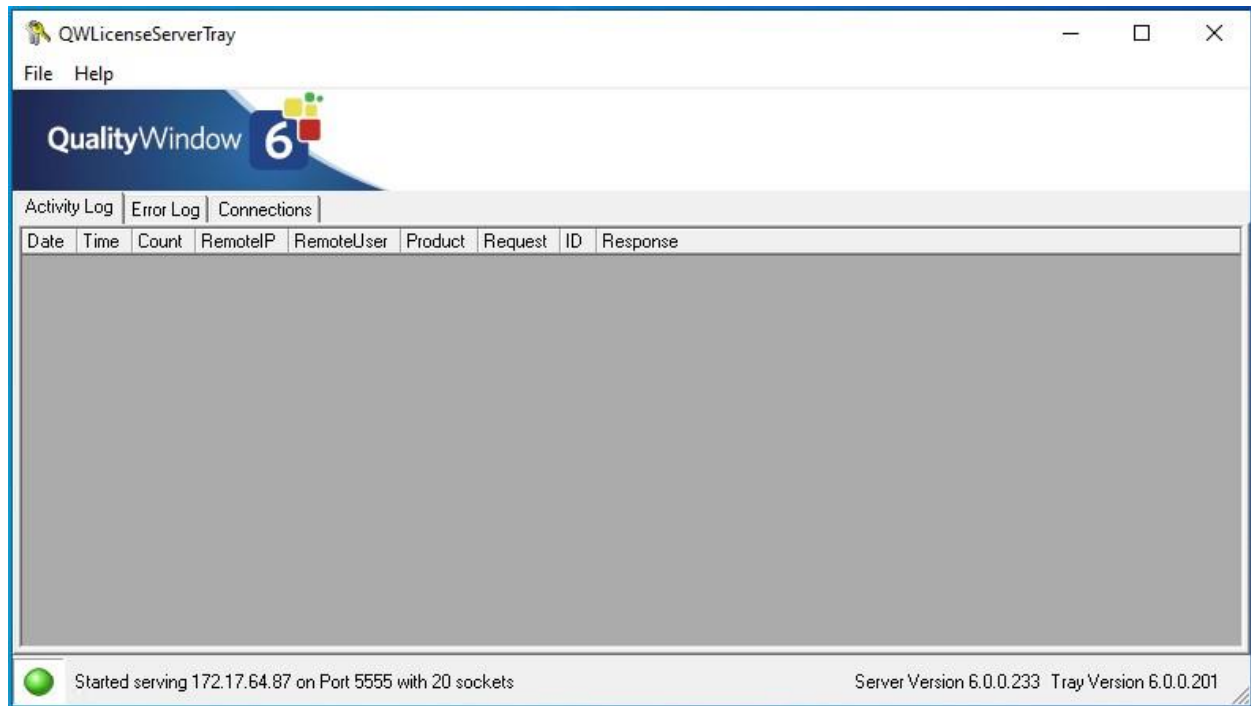 QWLicenseServerTray
File Help
QualityWindow 6
Activity Log Error Log Connections
Date Time Count RemoteIP RemoteUser Product Request ID Response
Started serving 172.17.64.87 on Port 5555 with 20 sockets Server Version 6.0.0.233 Tray Version 6.0.0.201